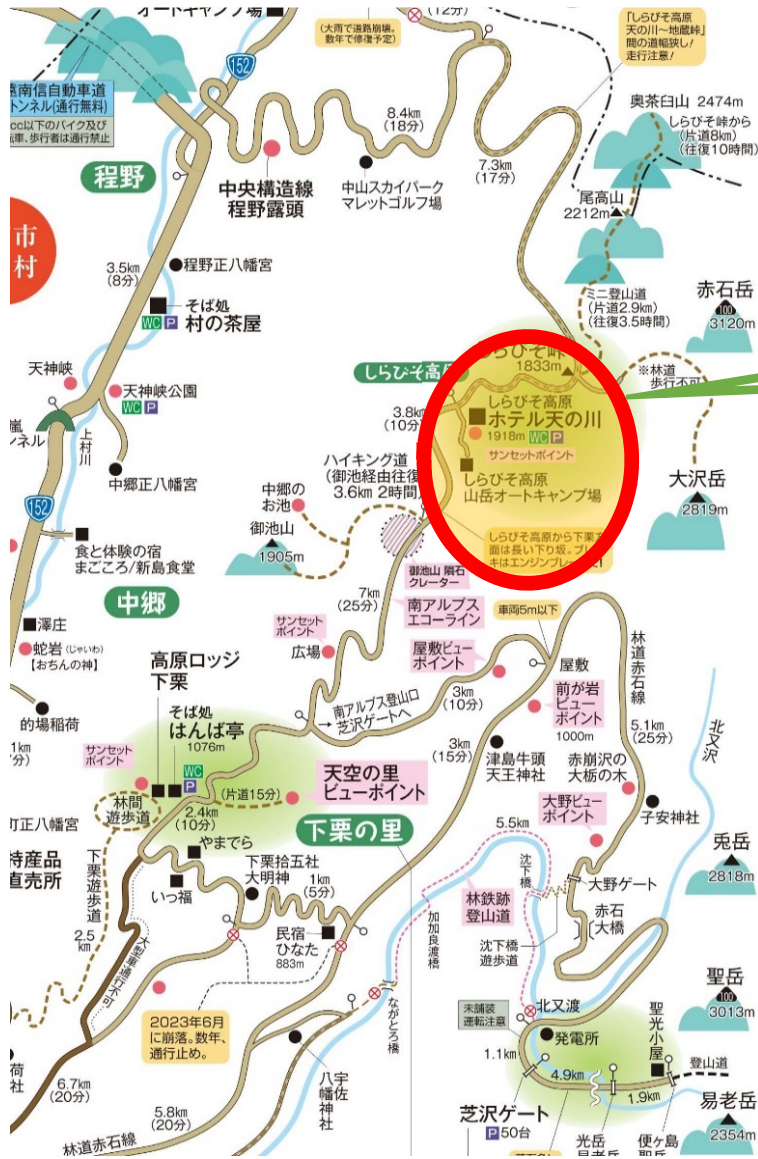 オートキャンプ場
(大雨で道路崩壊。
数年で修復予定)
(12分)
「しらびそ高原
天の川〜地蔵峠」
間の道幅狭し!
走行注意!
152
遠南信自動車道
トンネル(通行無料)
cc以下のバイク及び
転車、歩行者は通行禁止
8.4km
(18分)
7.3km
(17分)
奥茶臼山 2474m
しらびそ峠から
(片道8km)
(往復10時間)
程野
中央構造線
程野露頭
中山スカイパーク
マレットゴルフ場
尾高山
2212m
市
村
3.5km
(8分)
程野正八幡宮
そば処
村の茶屋
WC P
ミニ登山道
(片道2.9km)
(往復3.5時間)
赤石岳
100
3120m
天神峡
天神峡公園
WC P
しらびそ高原
しらびそ峠
1833m
※林道
歩行不可
3.8km
(10分)
しらびそ高原
ホテル天の川
1918m WC P
サンセットポイント
しらびそ高原
山岳オートキャンプ場
嵐
ンネル
上村川
中郷正八幡宮
ハイキング道
(御池経由往復
3.6km 2時間)
中郷の
お池
御池山
1905m
大沢岳
2819m
152
食と体験の宿
まごころ/新島食堂
しらびそ高原から下栗方
面は長い下り坂。ブレー
キはエンジンブレー
御池山 隕石
クレーター
中郷
7km
(25分)
南アルプス
エコーライン
車両5m以下
澤庄
蛇岩(じゃいわ)
【おちんの神】
サンセット
ポイント
広場
屋敷ビュー
ポイント
屋敷
林道赤石線
高原ロッジ
下栗
そば処
はんば亭
1076m
WC
P
→南アルプス登山口
芝沢ゲートへ
3km
(10分)
前が岩
ビュー
ポイント
1000m
5.1km
(25分)
北又沢
的場稲荷
1km
サンセット
ポイント
3km
(15分)
津島牛頭
天王神社
赤崩沢の
大栃の木
天空の里
ビューポイント
(片道15分)
林間
遊歩道
2.4km
(10分)
大野ビュー
ポイント
子安神社
町正八幡宮
下栗の里
5.5km
兎岳
2818m
特産品
直売所
やまでら
いっ福
下栗拾五社
大明神
1km
(5分)
沈下橋
大野ゲート
下栗遊歩道
2.5
km
大型車通行不可
林鉄跡
登山道
加加良渡橋
赤石
大橋
民宿
ひなた
883m
沈下橋
遊歩道
聖岳
100
3013m
2023年6月
に崩落。数年、
通行止め。
ながとろ橋
未舗装
運転注意
北又渡
発電所
聖光小屋
宇佐
八幡神社
荷
社
1.1km
4.9km
登山道
6.7km
(20分)
1.9km
易老岳
2354m
5.8km
(20分)
芝沢ゲート
P 50台
林道赤石線
光岳
易老岳
便ヶ島
聖岳